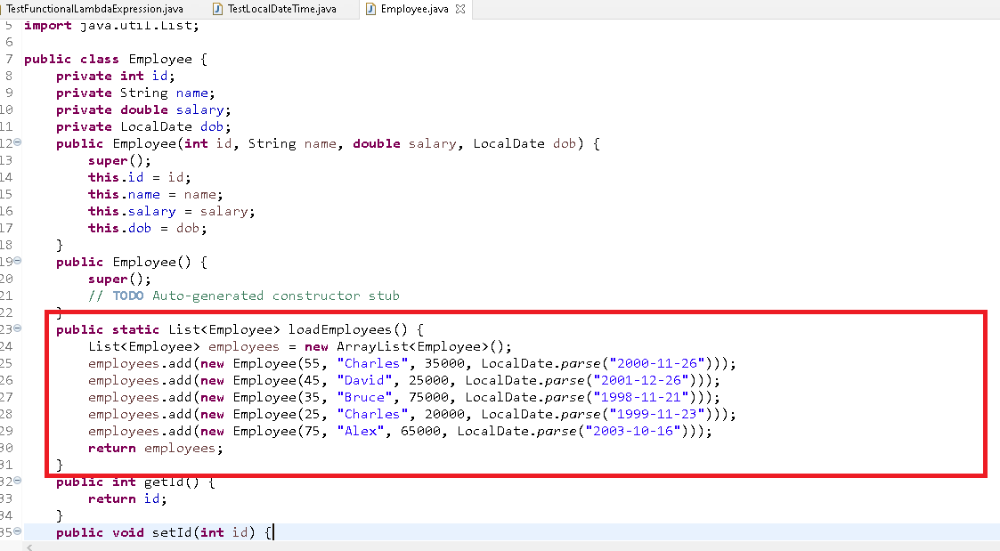 TestFunctionalLambdaExpression.java TestLocalDateTime.java Employee.java
5 import java.util.List;
6
7 public class Employee {
8 private int id;
9 private String name;
10 private double salary;
11 private LocalDate dob;
12 public Employee(int id, String name, double salary, LocalDate dob) {
13 super();
14 this.id = id;
15 this.name = name;
16 this.salary = salary;
17 this.dob = dob;
18 }
19 public Employee() {
20 super();
21 // TODO Auto-generated constructor stub
22 }
23 public static List<Employee> loadEmployees() {
24 List<Employee> employees = new ArrayList<Employee>();
25 employees.add(new Employee(55, "Charles", 35000, LocalDate.parse("2000-11-26")));
26 employees.add(new Employee(45, "David", 25000, LocalDate.parse("2001-12-26")));
27 employees.add(new Employee(35, "Bruce", 75000, LocalDate.parse("1998-11-21")));
28 employees.add(new Employee(25, "Charles", 20000, LocalDate.parse("1999-11-23")));
29 employees.add(new Employee(75, "Alex", 65000, LocalDate.parse("2003-10-16")));
30 return employees;
31 }
32 public int getId() {
33 return id;
34 }
35 public void setId(int id) {